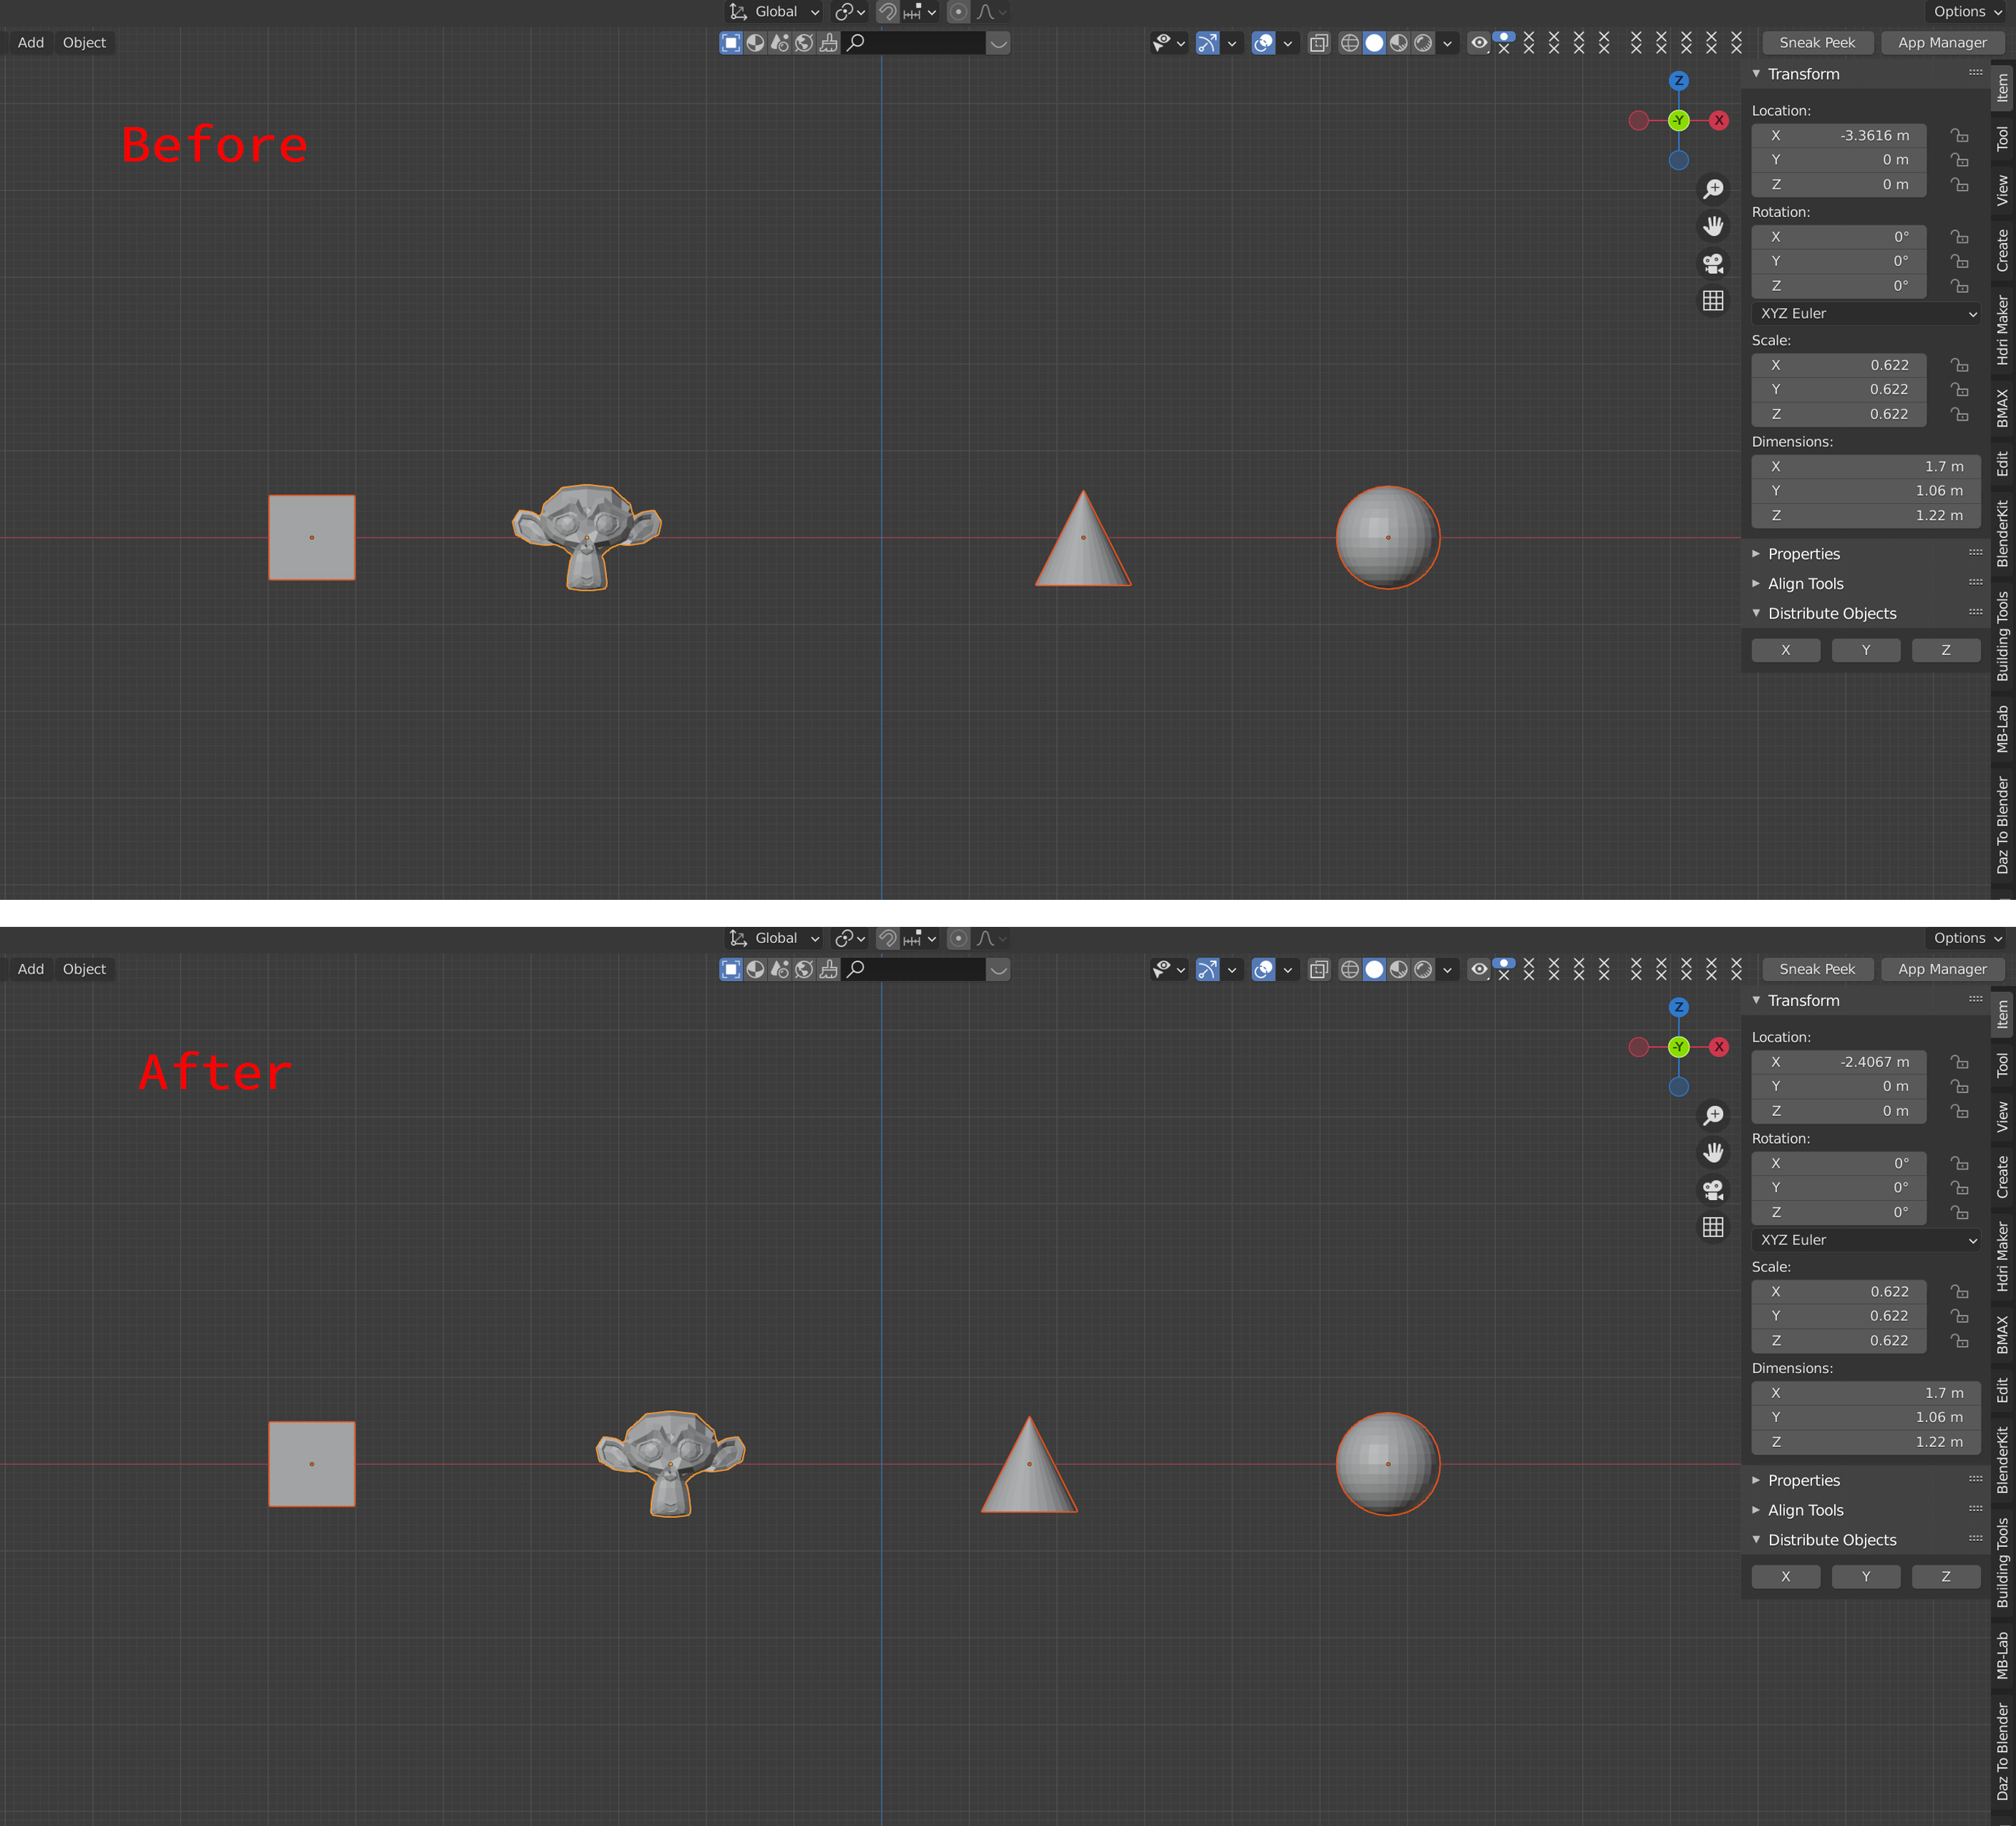 Global
Options
Add Object
Sneak Peek App Manager
Before
Z
-Y X
Transform
Location:
X -3.3616 m
Y 0 m
Z 0 m
Rotation:
X 0°
Y 0°
Z 0°
XYZ Euler
Scale:
X 0.622
Y 0.622
Z 0.622
Dimensions:
X 1.7 m
Y 1.06 m
Z 1.22 m
Properties
Align Tools
Distribute Objects
X Y Z
Item
Tool
View
Create
Hdri Maker
BMAX
Edit
BlenderKit
Building Tools
MB-Lab
Daz To Blender
Global
Options
Add Object
Sneak Peek App Manager
After
Z
-Y X
Transform
Location:
X -2.4067 m
Y 0 m
Z 0 m
Rotation:
X 0°
Y 0°
Z 0°
XYZ Euler
Scale:
X 0.622
Y 0.622
Z 0.622
Dimensions:
X 1.7 m
Y 1.06 m
Z 1.22 m
Properties
Align Tools
Distribute Objects
X Y Z
Item
Tool
View
Create
Hdri Maker
BMAX
Edit
BlenderKit
Building Tools
MB-Lab
Daz To Blender